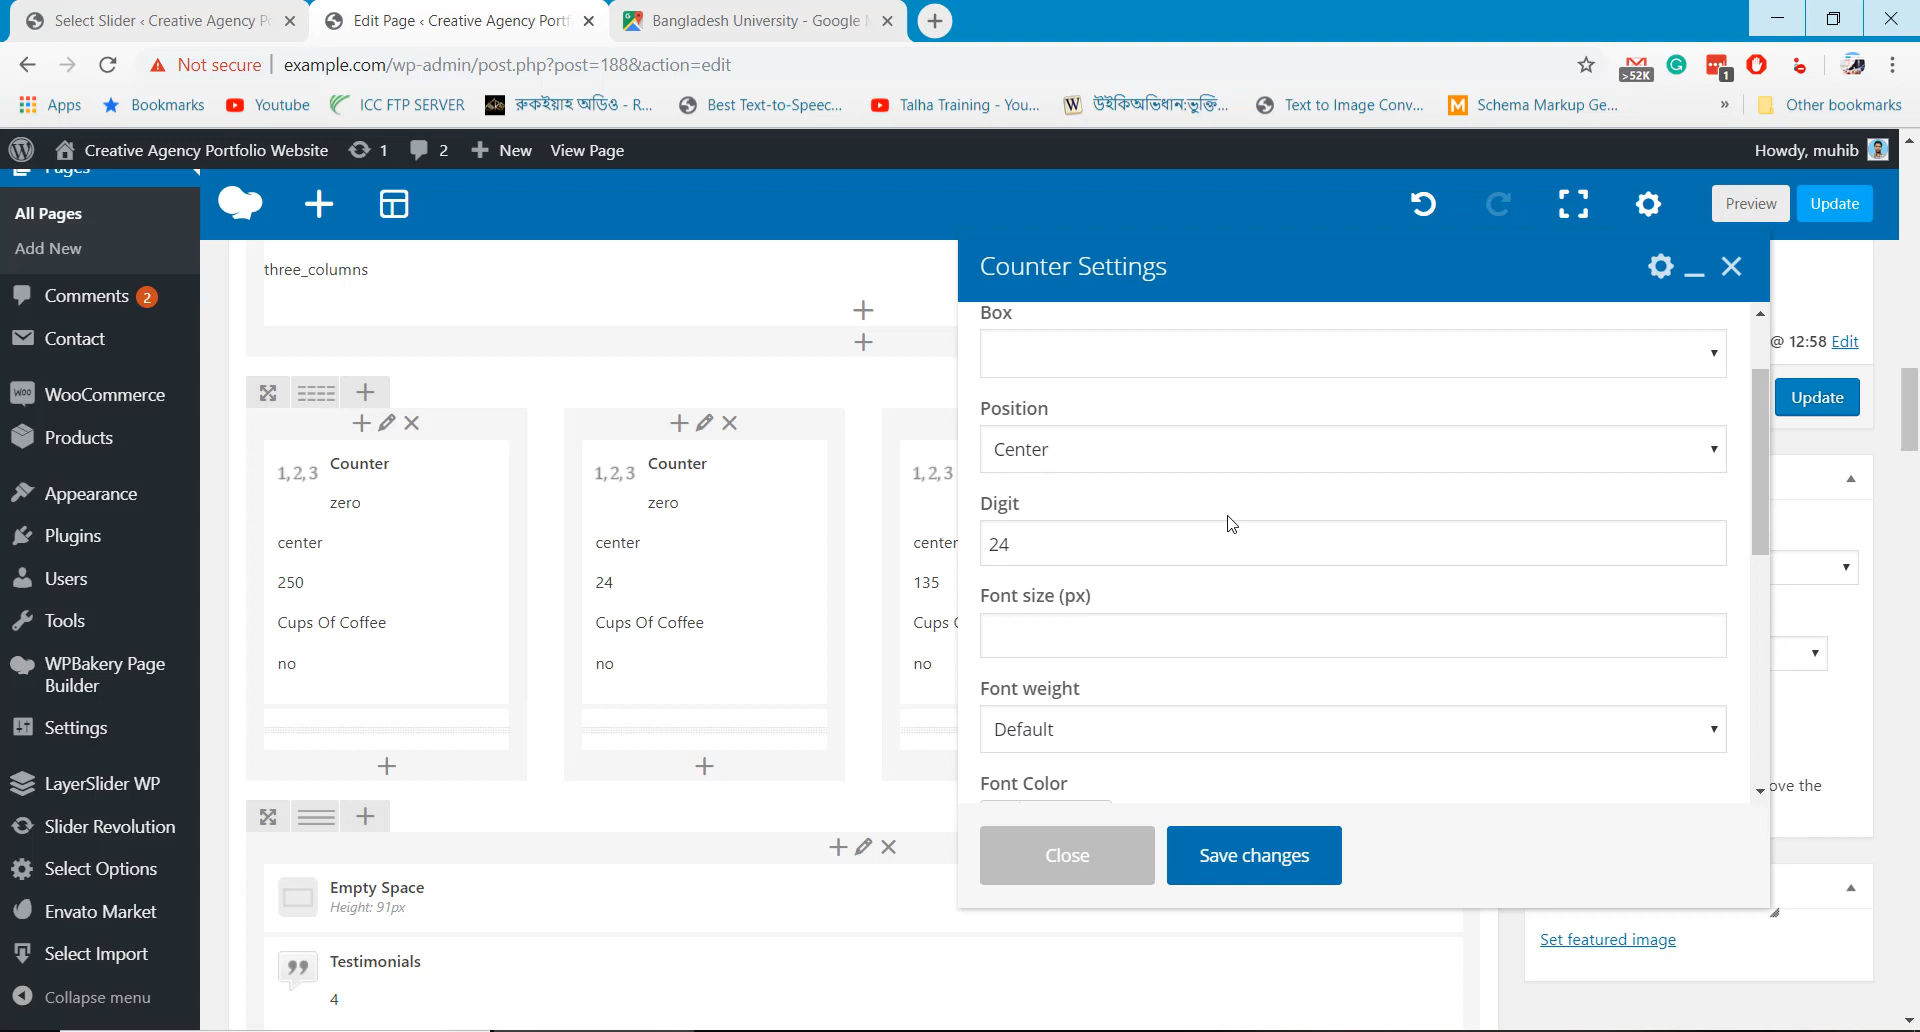 Select Slider ‹ Creative Agency P
Edit Page ‹ Creative Agency Portf
Bangladesh University - Google M
Not secure
example.com/wp-admin/post.php?post=188&action=edit
>52K
1
Apps
Bookmarks
Youtube
ICC FTP SERVER
রুকইয়াহ অডিও - R...
Best Text-to-Speec...
Talha Training - You...
উইকিঅভিধান:ভুক্তি...
Text to Image Conv...
Schema Markup Ge...
»
Other bookmarks
Creative Agency Portfolio Website
1
2
New
View Page
Howdy, muhib
Pages
All Pages
Add New
Comments 2
Contact
WooCommerce
Products
Appearance
Plugins
Users
Tools
WPBakery Page
Builder
Settings
LayerSlider WP
Slider Revolution
Select Options
Envato Market
Select Import
Collapse menu
Preview
Update
three_columns
1,2,3 Counter
zero
center
250
Cups Of Coffee
no
1,2,3 Counter
zero
center
24
Cups Of Coffee
no
1,2,3
center
135
Cups
no
Empty Space
Height: 91px
Testimonials
4
Counter Settings
Box
Position
Center
Digit
24
Font size (px)
Font weight
Default
Font Color
Close
Save changes
@ 12:58 Edit
Update
ove the
Set featured image